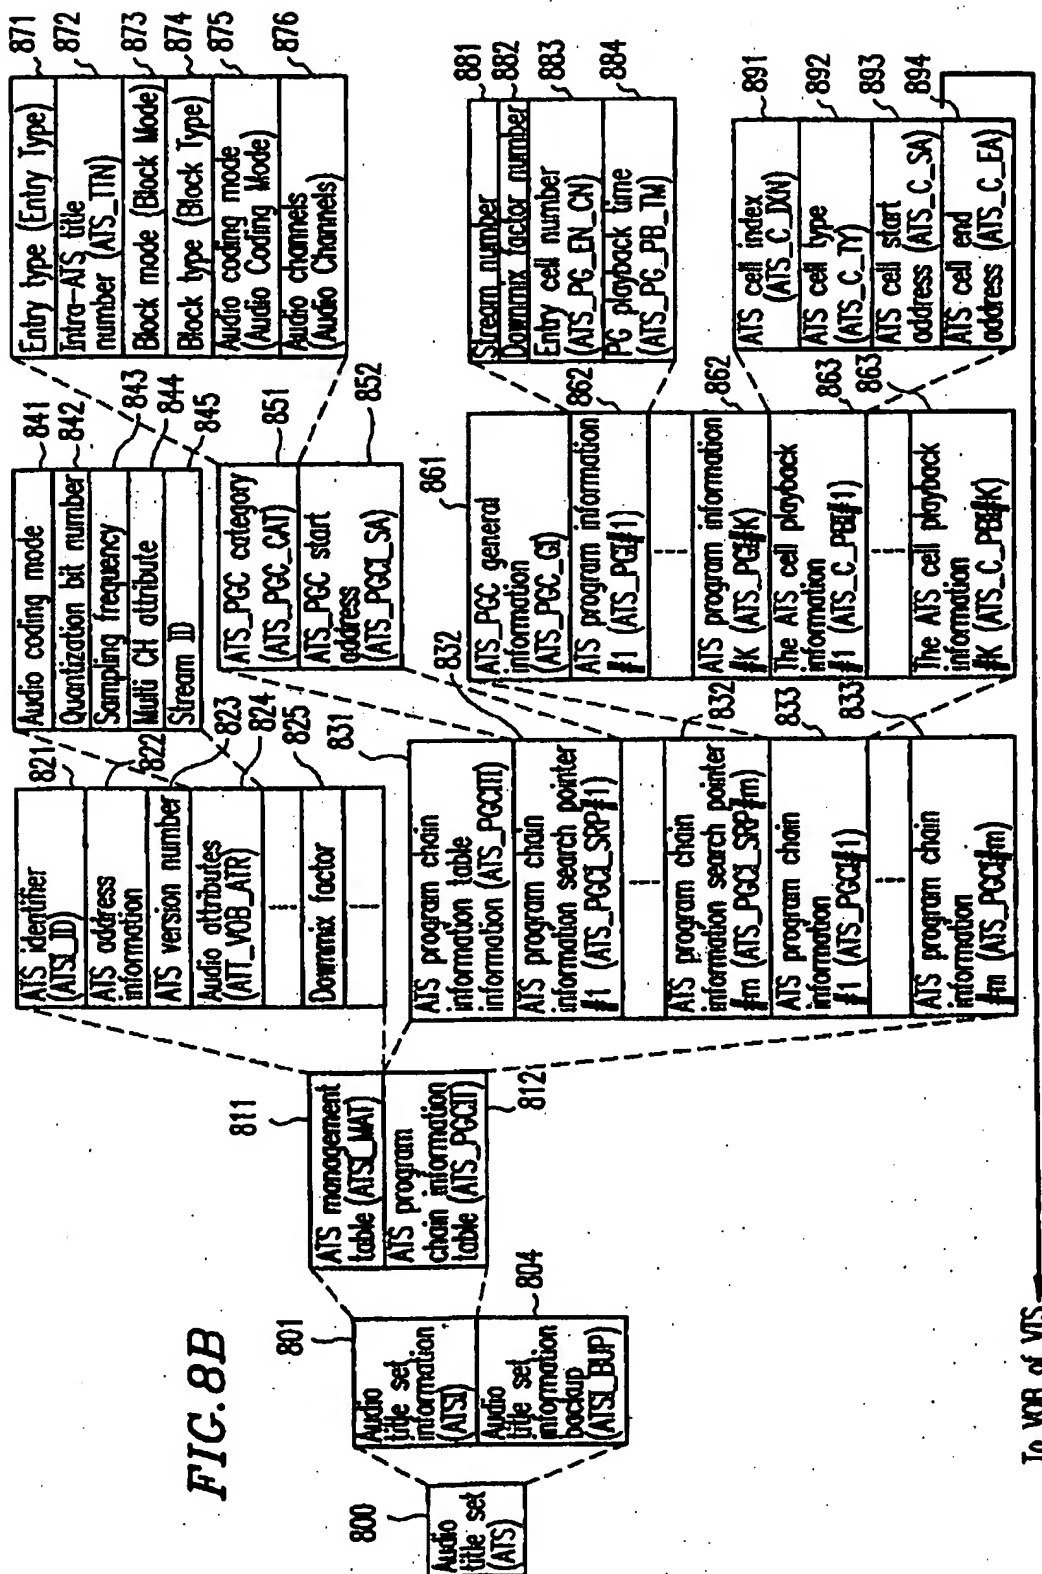 FIG. 8B
800
Audio
title set
(ATS)
801
Audio
title set
information
(ATSI)
Audio
title set
information
backup
(ATSI_BUP)
804
811
ATS management
table (ATSI_MAT)
ATS program
chain information
table (ATS_PGCIT)
812
ATS identifier
(ATSI_ID)
ATS address
information
ATS version number
Audio attributes
(ATT_VOB_ATR)
Downmix factor
821
822
823
824
825
831
ATS program chain
information table
information (ATS_PGCITI)
ATS program chain
information search pointer
#1 (ATS_PGCI_SRP#1)
ATS program chain
information search pointer
#m (ATS_PGCI_SRP#m)
ATS program chain
information
#1 (ATS_PGCI#1)
ATS program chain
information
#m (ATS_PGCI#m)
832
832
833
833
Audio coding mode
Quantization bit number
Sampling frequency
Multi CH attribute
Stream ID
841
842
843
844
845
ATS_PGC category
(ATS_PGC_CAT)
ATS_PGC start
address
(ATS_PGCI_SA)
851
852
861
ATS_PGC general
information
(ATS_PGC_GI)
ATS program information
#1 (ATS_PGI#1)
ATS program information
#K (ATS_PGI#K)
The ATS cell playback
information
#1 (ATS_C_PBI#1)
The ATS cell playback
information
#K (ATS_C_PBI#K)
862
862
863
863
Entry type (Entry Type)
Intra-ATS title
number (ATS_TTN)
Block mode (Block Mode)
Block type (Block Type)
Audio coding mode
(Audio Coding Mode)
Audio channels
(Audio Channels)
871
872
873
874
875
876
Stream number
Downmix factor number
Entry cell number
(ATS_PG_EN_CN)
PG playback time
(ATS_PG_PB_TM)
881
882
883
884
ATS cell index
(ATS_C_IXN)
ATS cell type
(ATS_C_TY)
ATS cell start
address (ATS_C_SA)
ATS cell end
address (ATS_C_EA)
891
892
893
894
To VOB of VTS